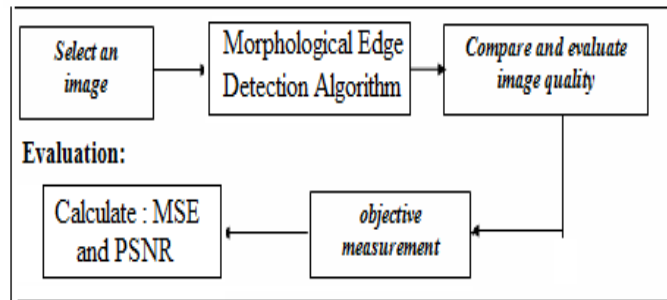 Select an
image
Morphological Edge
Detection Algorithm
Compare and evaluate
image quality
Evaluation:
Calculate : MSE
and PSNR
objective
measurement